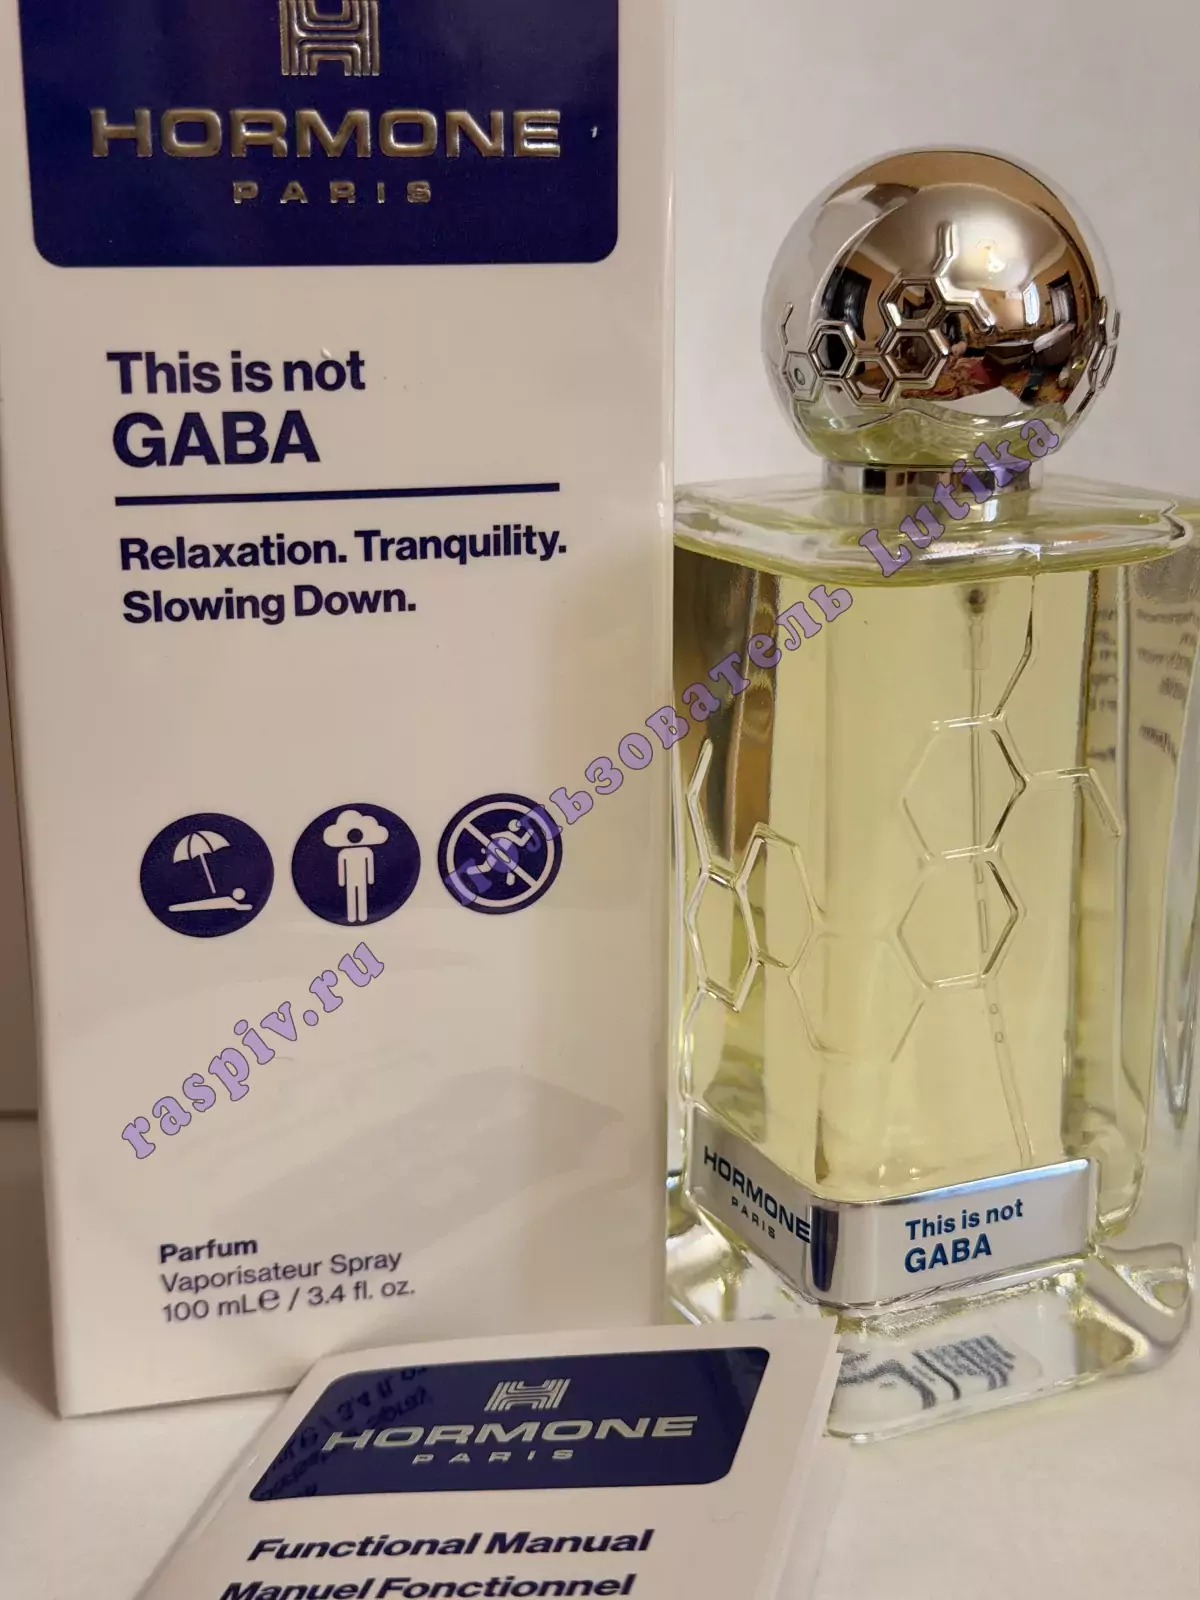 HORMONE
PARIS
This is not
GABA
Relaxation. Tranquility.
Slowing Down.
Parfum
Vaporisateur Spray
100 mLe / 3.4 fl. oz.
HORMONE
PARIS
This is not
GABA
HORMONE
PARIS
Functional Manual
Manuel Fonctionnel
raspiv.ru
пользователь Lutika